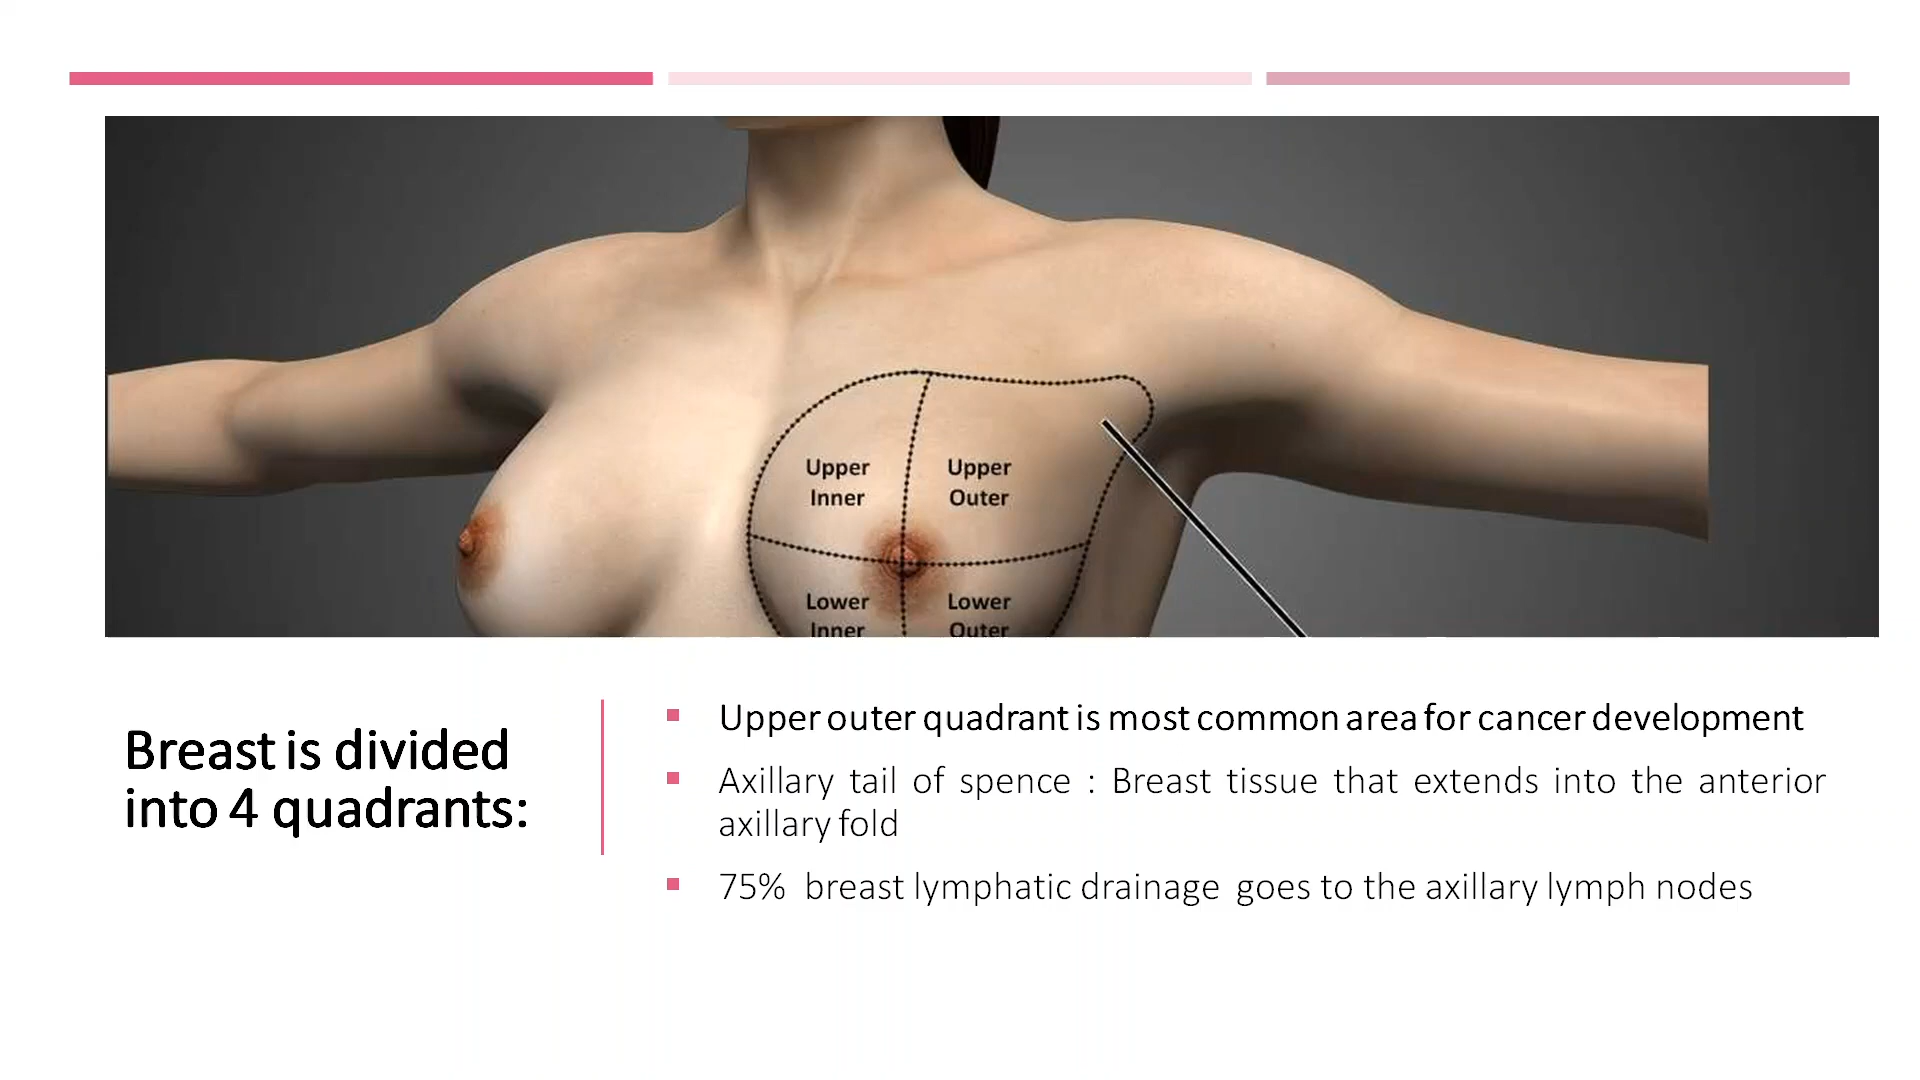 Upper
Inner
Upper
Outer
Lower
Inner
Lower
Outer
Breast is divided
into 4 quadrants:
▪ Upper outer quadrant is most common area for cancer development
▪ Axillary tail of spence : Breast tissue that extends into the anterior
axillary fold
▪ 75% breast lymphatic drainage goes to the axillary lymph nodes